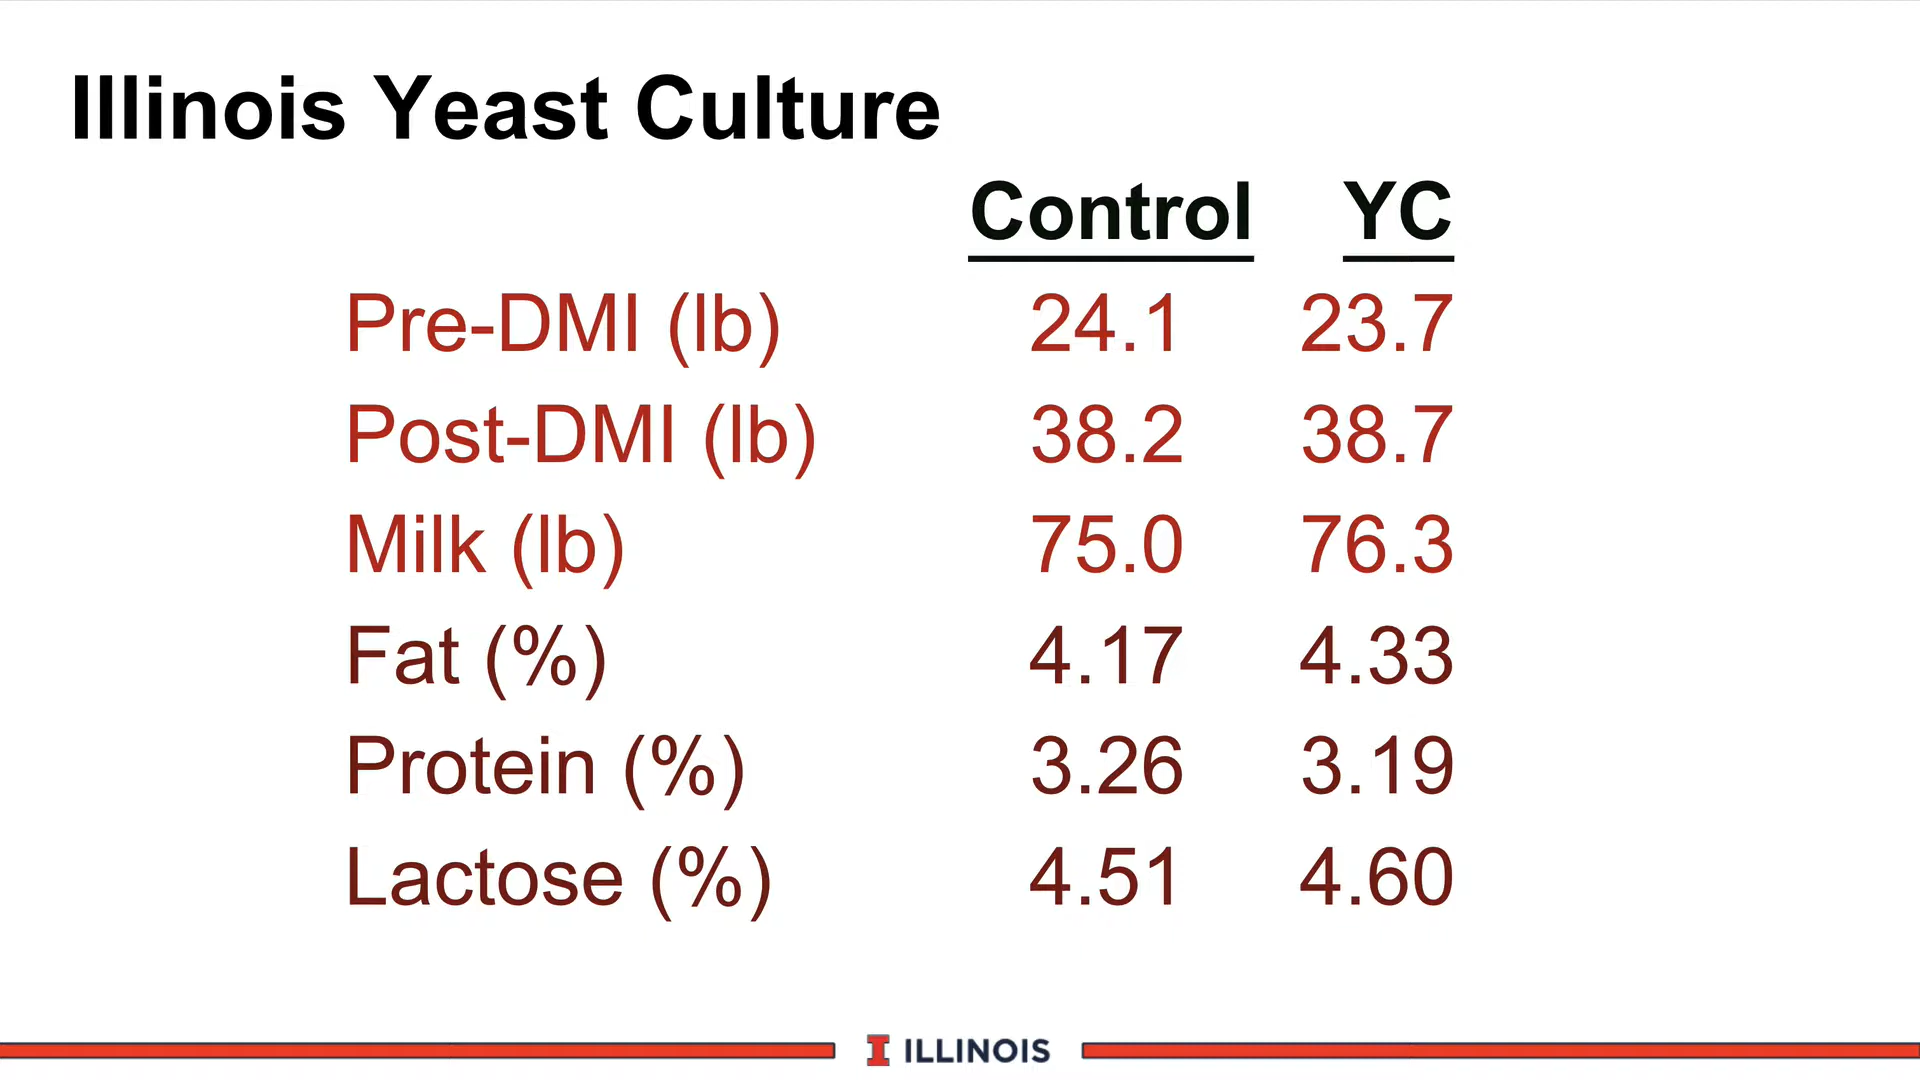 Illinois Yeast Culture
Control YC
Pre-DMI (lb) 24.1 23.7
Post-DMI (lb) 38.2 38.7
Milk (lb) 75.0 76.3
Fat (%) 4.17 4.33
Protein (%) 3.26 3.19
Lactose (%) 4.51 4.60
I ILLINOIS